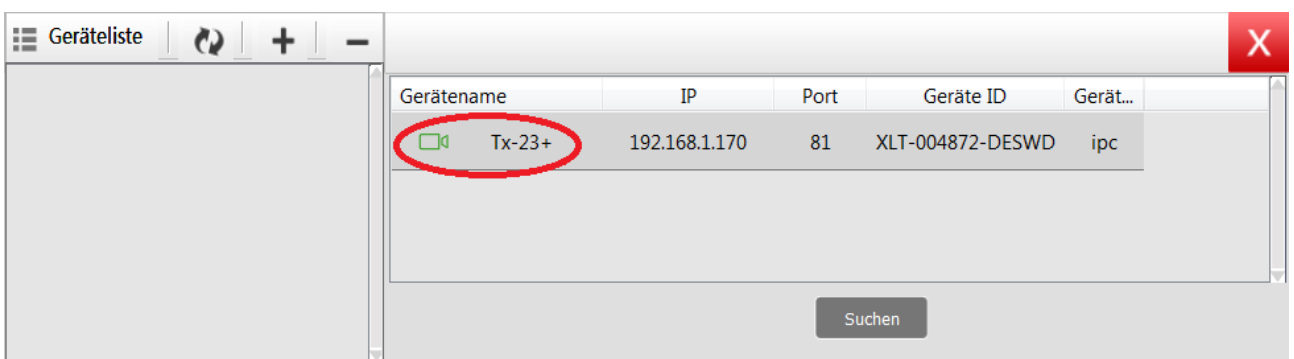 Geräteliste
X
Gerätename IP Port Geräte ID Gerät...
Tx-23+ 192.168.1.170 81 XLT-004872-DESWD ipc
Suchen